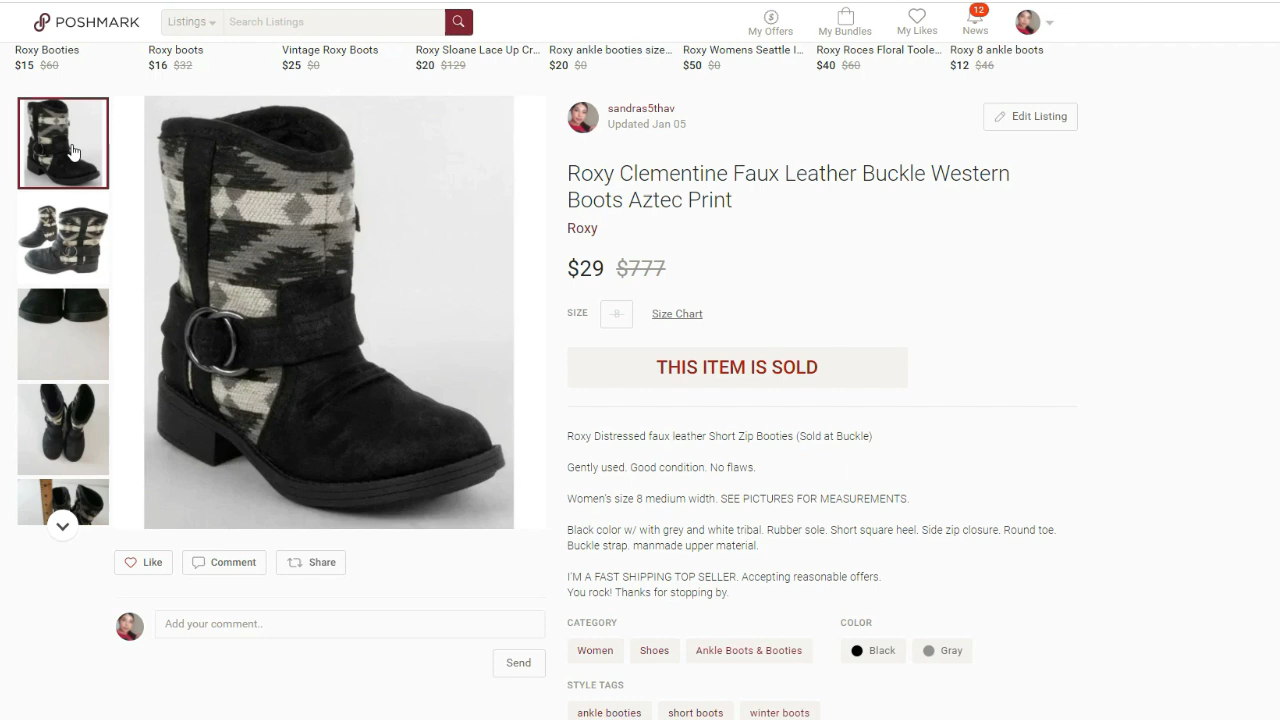 POSHMARK
Listings
Search Listings
My Offers
My Bundles
My Likes
12
News
Roxy Booties
$15 $60
Roxy boots
$16 $32
Vintage Roxy Boots
$25 $0
Roxy Sloane Lace Up Cr...
$20 $129
Roxy ankle booties size...
$20 $0
Roxy Womens Seattle I...
$50 $0
Roxy Roces Floral Toole...
$40 $60
Roxy 8 ankle boots
$12 $46
sandras5thav
Updated Jan 05
Edit Listing
Roxy Clementine Faux Leather Buckle Western
Boots Aztec Print
Roxy
$29 $777
SIZE 8 Size Chart
THIS ITEM IS SOLD
Roxy Distressed faux leather Short Zip Booties (Sold at Buckle)
Gently used. Good condition. No flaws.
Women's size 8 medium width. SEE PICTURES FOR MEASUREMENTS.
Black color w/ with grey and white tribal. Rubber sole. Short square heel. Side zip closure. Round toe.
Buckle strap. manmade upper material.
I'M A FAST SHIPPING TOP SELLER. Accepting reasonable offers.
You rock! Thanks for stopping by.
CATEGORY
Women Shoes Ankle Boots & Booties
COLOR
Black Gray
STYLE TAGS
ankle booties short boots winter boots
Like Comment Share
Add your comment..
Send